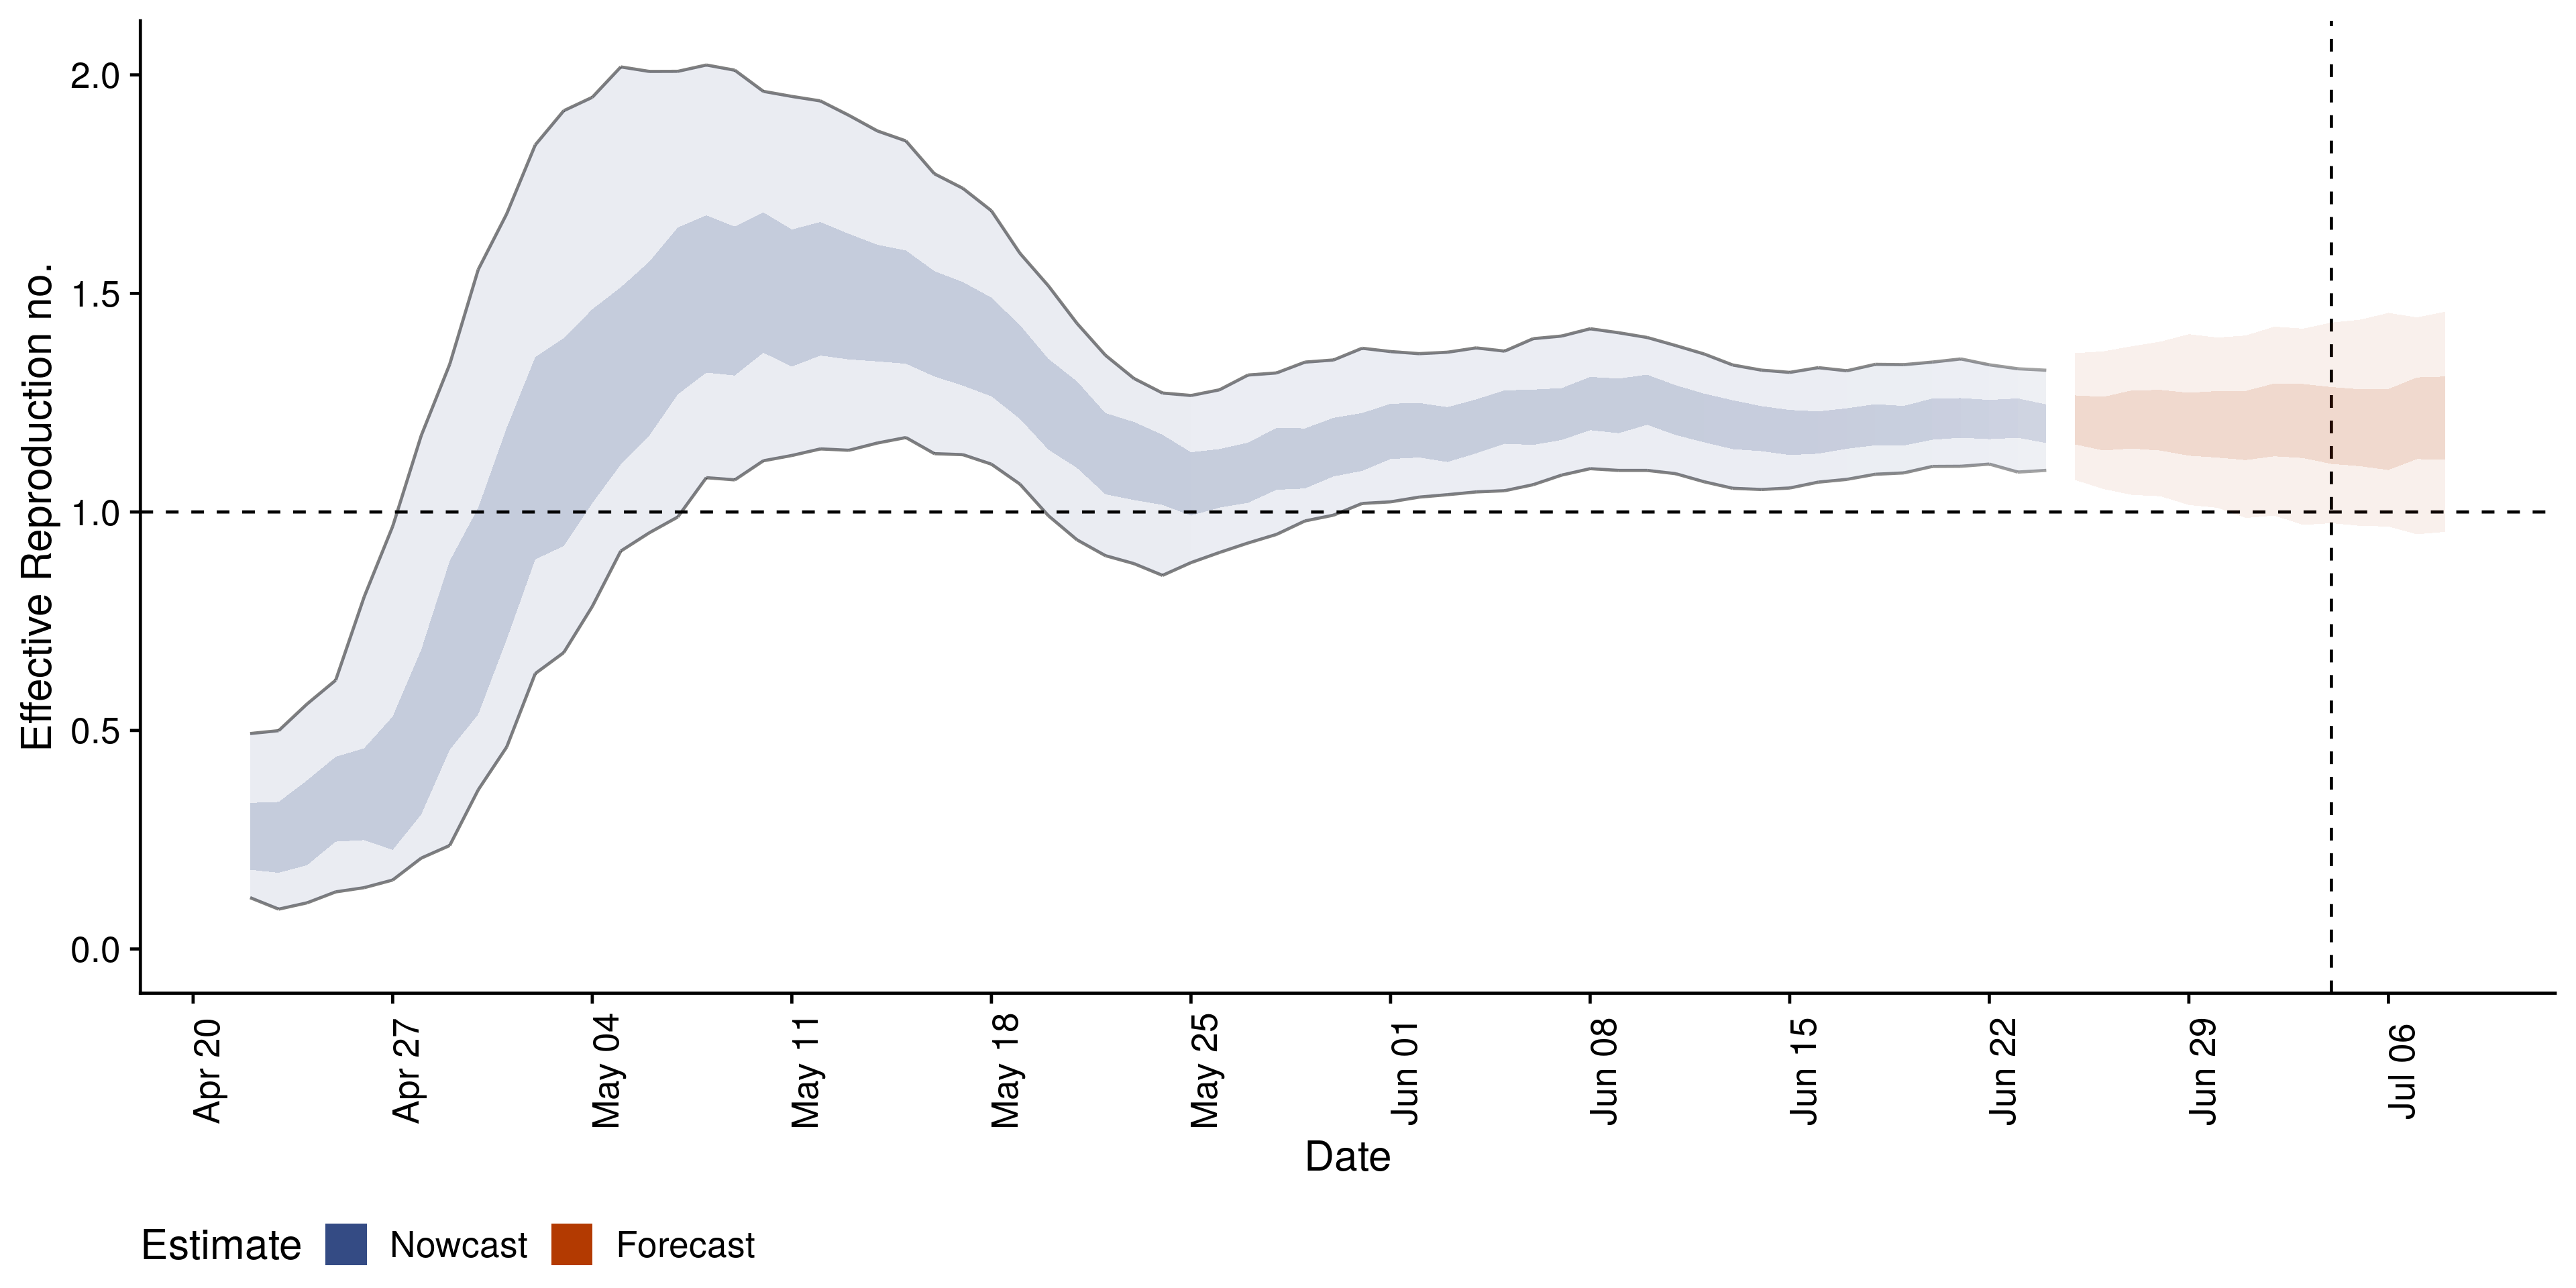 Effective Reproduction no.
2.0
1.5
1.0
0.5
0.0
Apr 20
Apr 27
May 04
May 11
May 18
May 25
Jun 01
Jun 08
Jun 15
Jun 22
Jun 29
Jul 06
Date
Estimate Nowcast Forecast